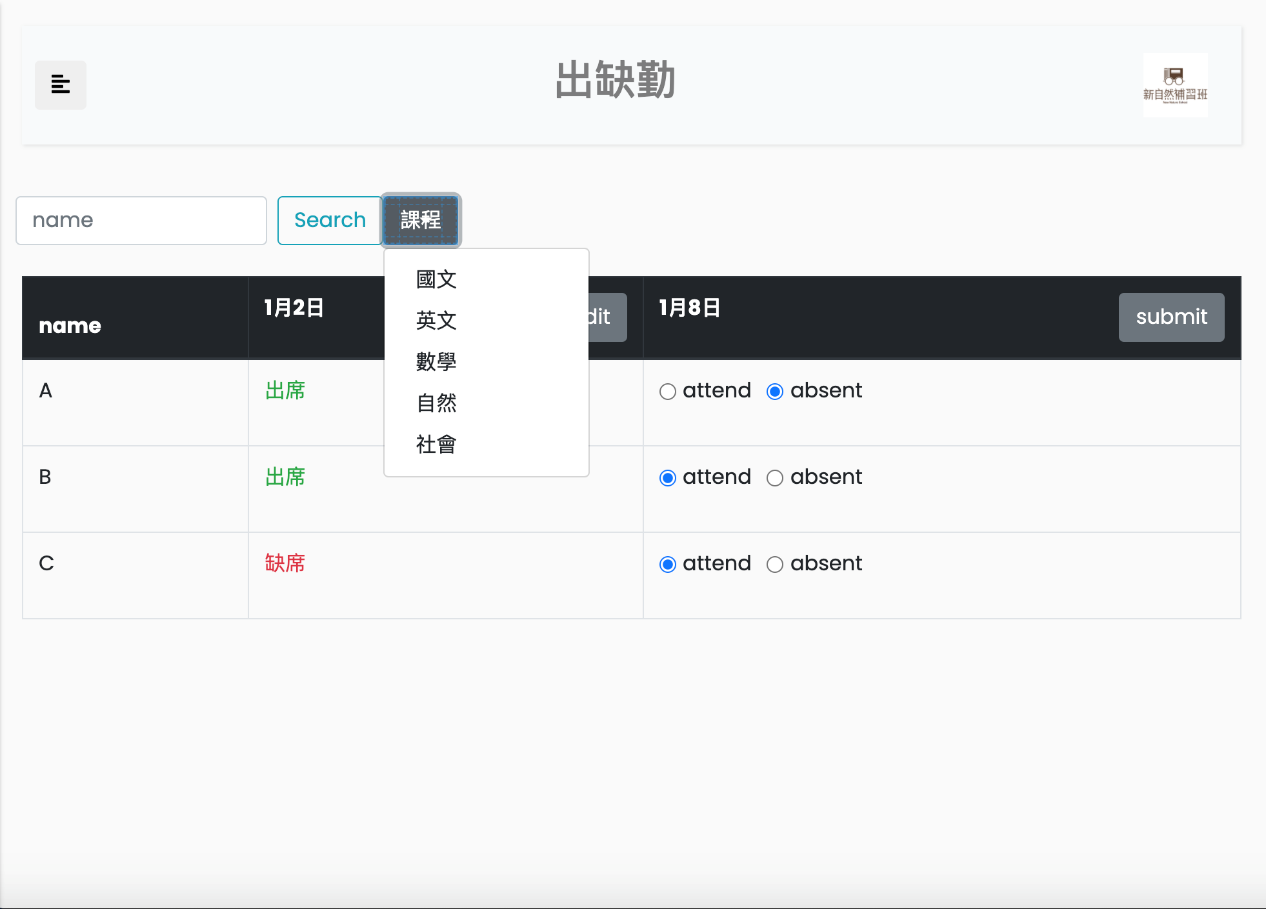 出缺勤
新自然補習班
name
Search
課程
國文
英文
數學
自然
社會
name
1月2日
dit
1月8日
submit
A
出席
attend
absent
B
出席
attend
absent
C
缺席
attend
absent